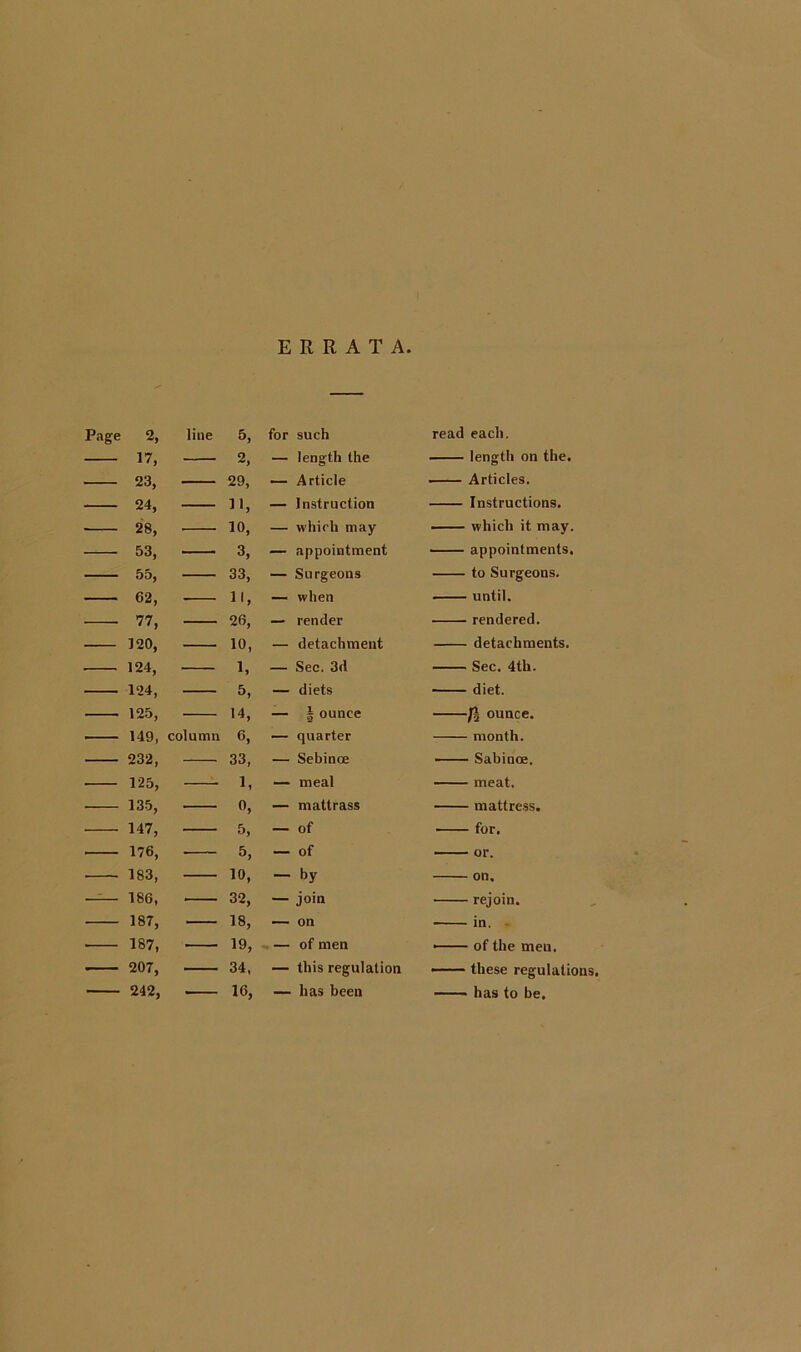 ERRATA.
Page 2, line 5, for such read each.
—— 17, —— 2, — length the —— length on the.
—— 23, —— 29, — Article —— Articles.
—— 24, —— 11, — Instruction —— Instructions.
—— 28, —— 10, — which may —— which it may.
—— 53, —— 3, — appointment —— appointments.
—— 55, —— 33, — Surgeons —— to Surgeons.
—— 62, —— 11, — when —— until.
—— 77, —— 26, — render —— rendered.
—— 120, —— 10, — detachment —— detachments.
—— 124, —— 1, — Sec. 3d —— Sec. 4th.
—— 124, —— 5, — diets —— diet.
—— 125, —— 14, — ounce —— ounce.
—— 149, column 6, — quarter —— month.
—— 232, —— 33, — Sebinœ —— Sabinœ.
—— 125, —— 1, — meal —— meat.
—— 135, —— 0, — mattrass —— mattress.
—— 147, —— 5, — of —— for.
—— 176, —— 5, — of —— or.
—— 183, —— 10, — by —— on.
—— 186, —— 32, — join —— rejoin.
—— 187, —— 18, — on —— in.
—— 187, —— 19, — of men —— of the men.
—— 207, —— 34, — this regulation —— these regulations.
—— 242, —— 16, — has been —— has to be.